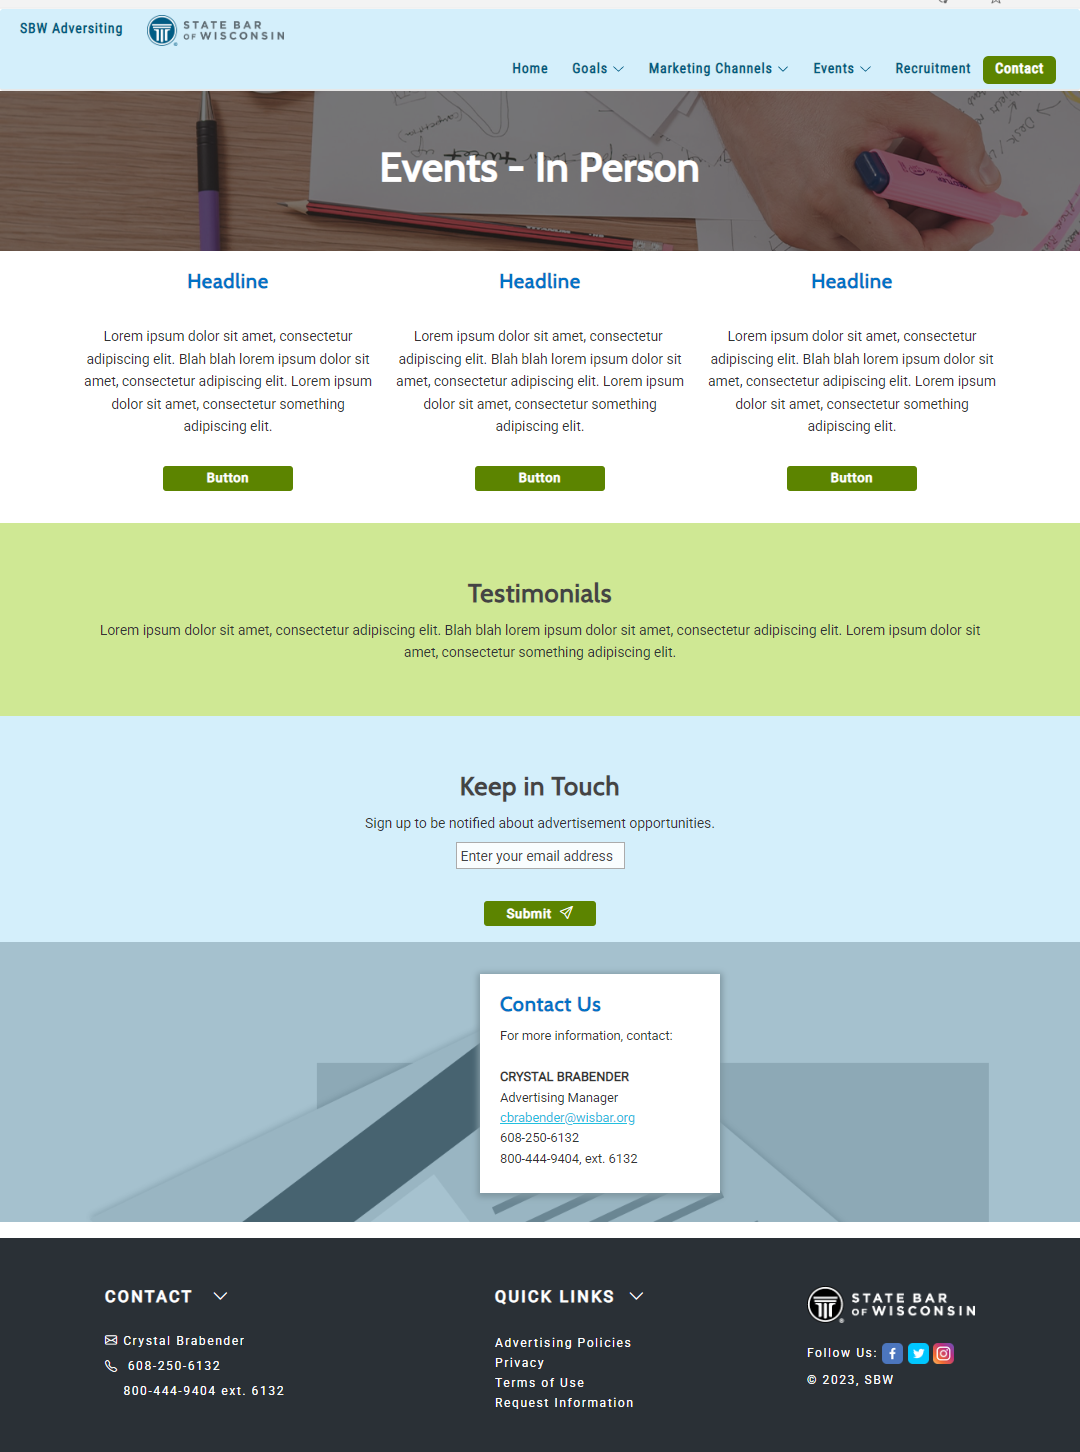 SBW Adversiting
STATE BAR
OF WISCONSIN
Home Goals Marketing Channels Events Recruitment Contact
Events - In Person
Headline Headline Headline
Lorem ipsum dolor sit amet, consectetur
adipiscing elit. Blah blah lorem ipsum dolor sit
amet, consectetur adipiscing elit. Lorem ipsum
dolor sit amet, consectetur something
adipiscing elit.
Lorem ipsum dolor sit amet, consectetur
adipiscing elit. Blah blah lorem ipsum dolor sit
amet, consectetur adipiscing elit. Lorem ipsum
dolor sit amet, consectetur something
adipiscing elit.
Lorem ipsum dolor sit amet, consectetur
adipiscing elit. Blah blah lorem ipsum dolor sit
amet, consectetur adipiscing elit. Lorem ipsum
dolor sit amet, consectetur something
adipiscing elit.
Button Button Button
Testimonials
Lorem ipsum dolor sit amet, consectetur adipiscing elit. Blah blah lorem ipsum dolor sit amet, consectetur adipiscing elit. Lorem ipsum dolor sit
amet, consectetur something adipiscing elit.
Keep in Touch
Sign up to be notified about advertisement opportunities.
Enter your email address
Submit
Contact Us
For more information, contact:
CRYSTAL BRABENDER
Advertising Manager
cbrabender@wisbar.org
608-250-6132
800-444-9404, ext. 6132
CONTACT
Crystal Brabender
608-250-6132
800-444-9404 ext. 6132
QUICK LINKS
Advertising Policies
Privacy
Terms of Use
Request Information
STATE BAR
OF WISCONSIN
Follow Us:
© 2023, SBW